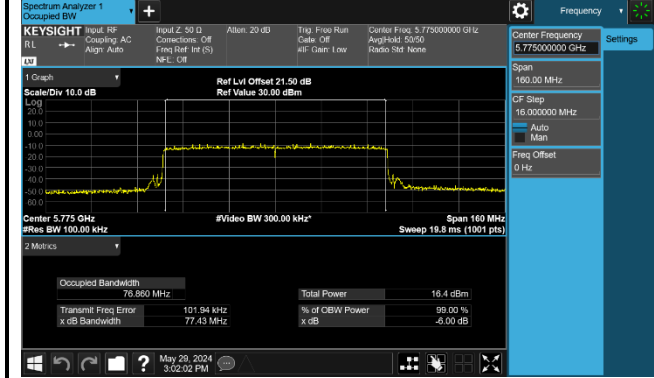 Spectrum Analyzer 1
Occupied BW
+
Frequency
KEYSIGHT Input: RF Input Z: 50 Ω Atten: 20 dB Trig: Free Run Center Freq: 5.775000000 GHz
RL Coupling: AC Corrections: Off Gate: Off Avg|Hold: 50/50
Align: Auto Freq Ref: Int (S) #IF Gain: Low Radio Std: None
LXI NFE: Off
Center Frequency
5.775000000 GHz
Settings
Span
160.00 MHz
CF Step
16.000000 MHz
Auto
Man
Freq Offset
0 Hz
1 Graph
Ref Lvl Offset 21.50 dB
Scale/Div 10.0 dB Ref Value 30.00 dBm
Log
20.0
10.0
0.00
-10.0
-20.0
-30.0
-40.0
-50.0
-60.0
Center 5.775 GHz #Video BW 300.00 kHz* Span 160 MHz
#Res BW 100.00 kHz Sweep 19.8 ms (1001 pts)
2 Metrics
Occupied Bandwidth
76.860 MHz Total Power 16.4 dBm
Transmit Freq Error 101.94 kHz % of OBW Power 99.00 %
x dB Bandwidth 77.43 MHz x dB -6.00 dB
?
May 29, 2024
3:02:02 PM